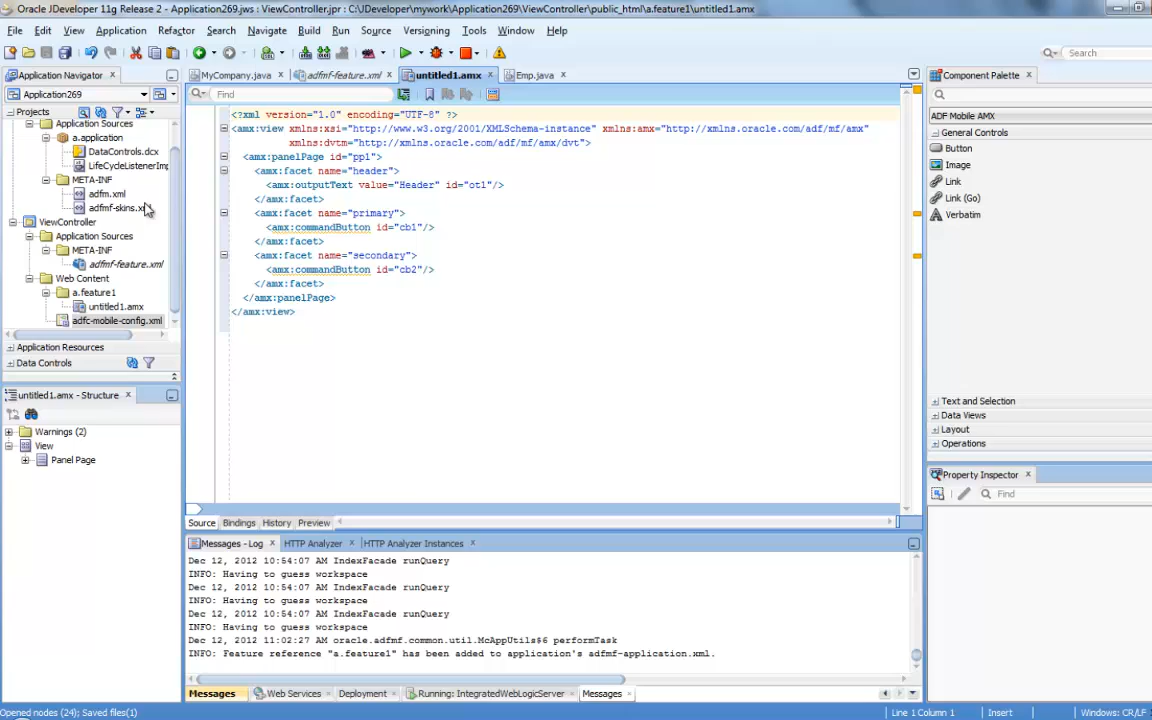 Oracle JDeveloper 11g Release 2 - Application269.jws : ViewController.jpr : C:\JDeveloper\mywork\Application269\ViewController\public_html\a.feature1\untitled1.amx
File Edit View Application Refactor Search Navigate Build Run Source Versioning Tools Window Help
Search
Application Navigator
MyCompany.java adfmf-feature.xml untitled1.amx Emp.java
Component Palette
Application269
Find
Projects
ADF Mobile AMX
General Controls
Button
Image
Link
Link (Go)
Verbatim
Text and Selection
Data Views
Layout
Operations
Application Sources
a.application
DataControls.dcx
LifeCycleListenerImp
META-INF
adfm.xml
adfmf-skins.xml
ViewController
Application Sources
META-INF
adfmf-feature.xml
Web Content
a.feature1
untitled1.amx
adfc-mobile-config.xml
Application Resources
Data Controls
<?xml version="1.0" encoding="UTF-8" ?>
<amx:view xmlns:xsi="http://www.w3.org/2001/XMLSchema-instance" xmlns:amx="http://xmlns.oracle.com/adf/mf/amx"
xmlns:dvtm="http://xmlns.oracle.com/adf/mf/amx/dvt">
<amx:panelPage id="pp1">
<amx:facet name="header">
<amx:outputText value="Header" id="ot1"/>
</amx:facet>
<amx:facet name="primary">
<amx:commandButton id="cb1"/>
</amx:facet>
<amx:facet name="secondary">
<amx:commandButton id="cb2"/>
</amx:facet>
</amx:panelPage>
</amx:view>
untitled1.amx - Structure
Warnings (2)
View
Panel Page
Property Inspector
Find
Source Bindings History Preview
Messages - Log HTTP Analyzer HTTP Analyzer Instances
Dec 12, 2012 10:54:07 AM IndexFacade runQuery
INFO: Having to guess workspace
Dec 12, 2012 10:54:07 AM IndexFacade runQuery
INFO: Having to guess workspace
Dec 12, 2012 10:54:07 AM IndexFacade runQuery
INFO: Having to guess workspace
Dec 12, 2012 11:02:27 AM oracle.adfmf.common.util.McAppUtils$6 performTask
INFO: Feature reference "a.feature1" has been added to application's adfmf-application.xml.
Messages Web Services Deployment Running: IntegratedWebLogicServer Messages
Opened nodes (24); Saved files(1)
Line 1 Column 1 Insert Windows: CR/LF